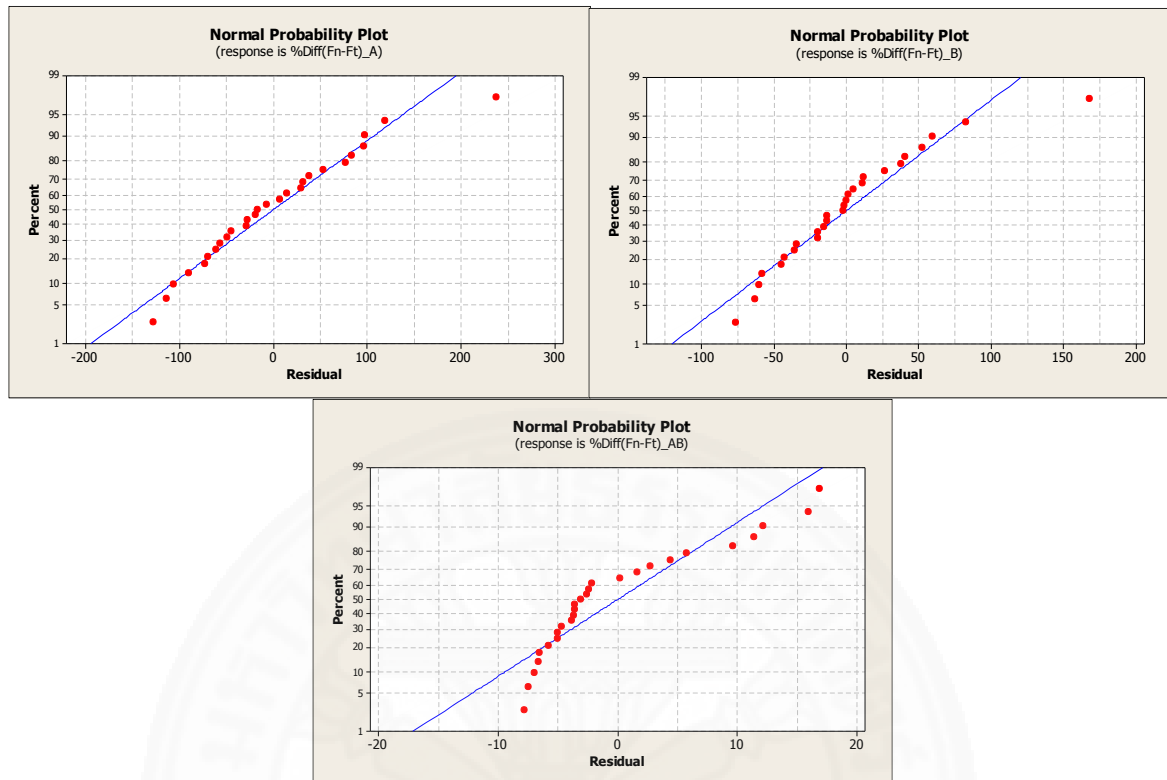 Normal Probability Plot
(response is %Diff(Fn-Ft)_A)
99
95
90
80
70
60
50
40
30
20
10
5
1
Percent
-200 -100 0 100 200 300
Residual
Normal Probability Plot
(response is %Diff(Fn-Ft)_B)
99
95
90
80
70
60
50
40
30
20
10
5
1
Percent
-100 -50 0 50 100 150 200
Residual
Normal Probability Plot
(response is %Diff(Fn-Ft)_AB)
99
95
90
80
70
60
50
40
30
20
10
5
1
Percent
-20 -10 0 10 20
Residual